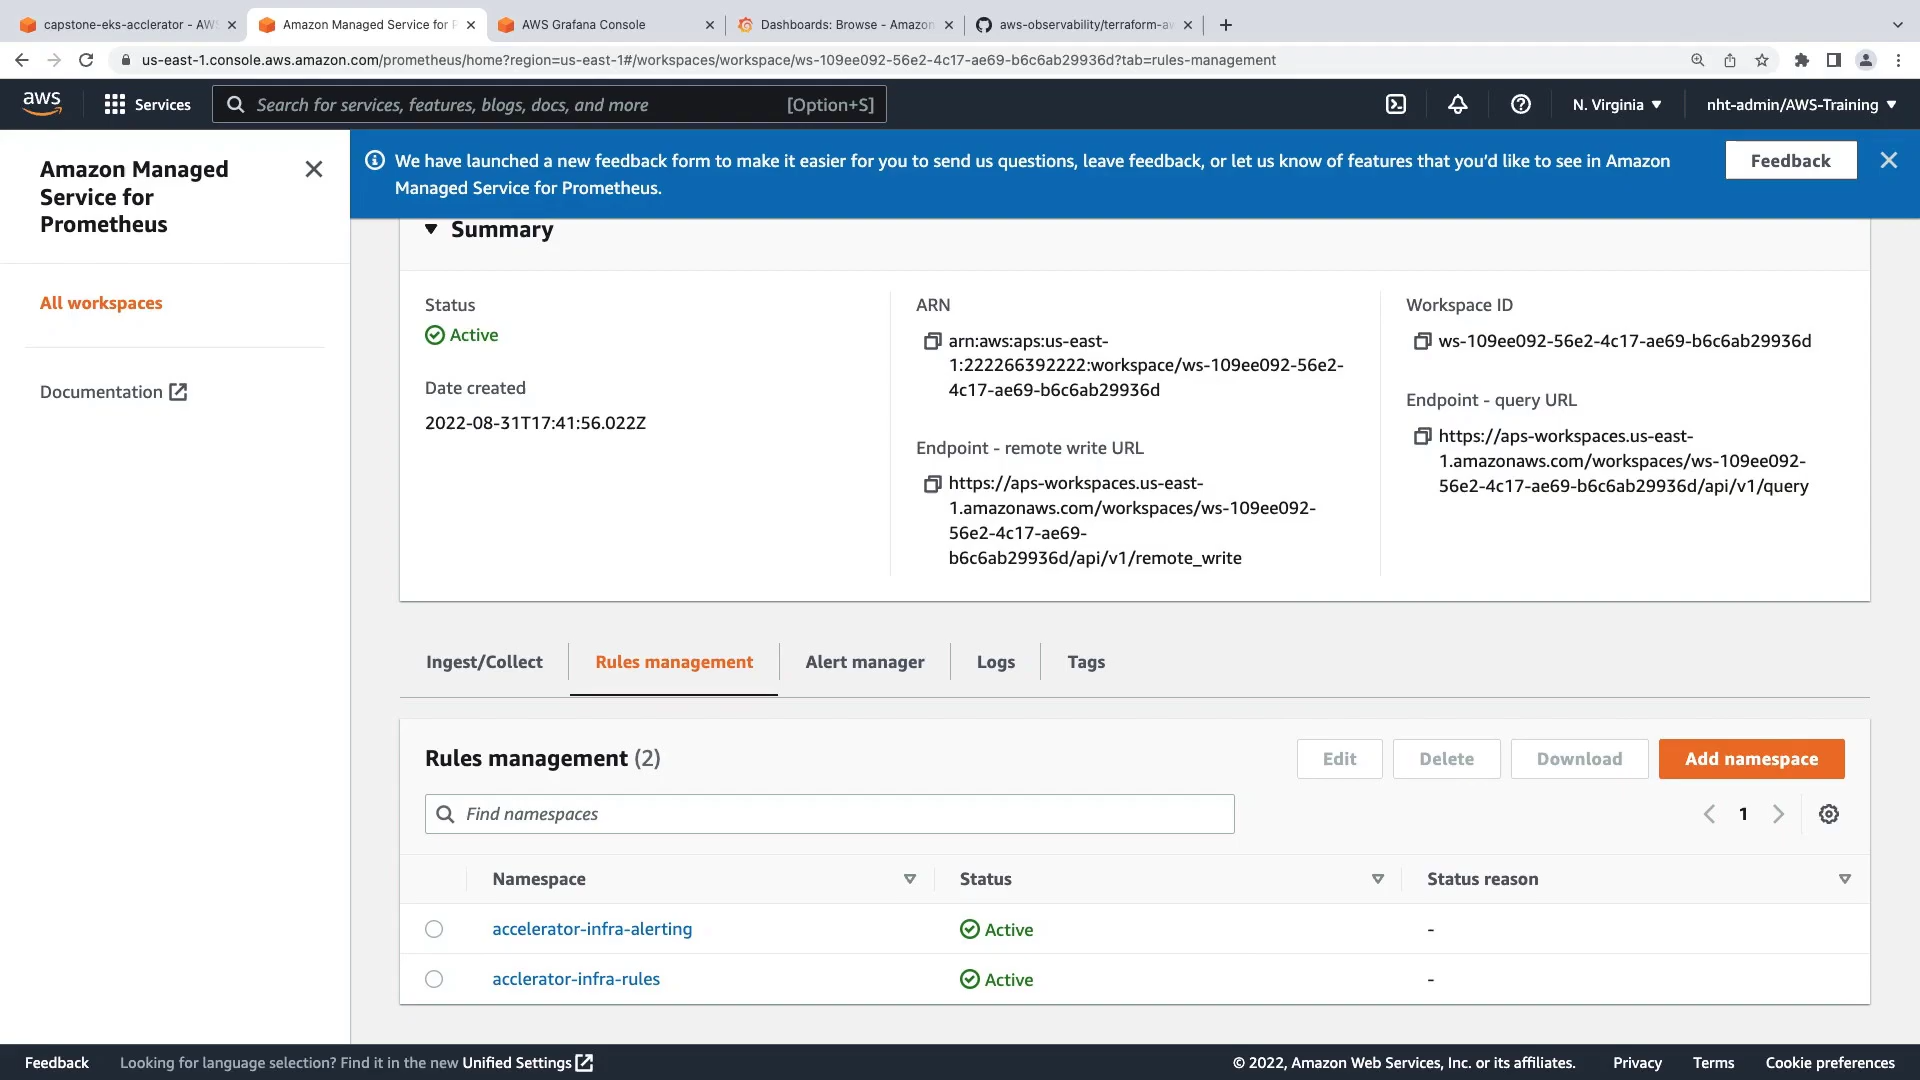 capstone-eks-acclerator - AWS
Amazon Managed Service for P
AWS Grafana Console
Dashboards: Browse - Amazon
aws-observability/terraform-aw
us-east-1.console.aws.amazon.com/prometheus/home?region=us-east-1#/workspaces/workspace/ws-109ee092-56e2-4c17-ae69-b6c6ab29936d?tab=rules-management
aws
Services
Search for services, features, blogs, docs, and more
[Option+S]
N. Virginia
nht-admin/AWS-Training
Amazon Managed
Service for
Prometheus
All workspaces
Documentation
We have launched a new feedback form to make it easier for you to send us questions, leave feedback, or let us know of features that you'd like to see in Amazon
Managed Service for Prometheus.
Feedback
Summary
Status
Active
Date created
2022-08-31T17:41:56.022Z
ARN
arn:aws:aps:us-east-
1:222266392222:workspace/ws-109ee092-56e2-
4c17-ae69-b6c6ab29936d
Endpoint - remote write URL
https://aps-workspaces.us-east-
1.amazonaws.com/workspaces/ws-109ee092-
56e2-4c17-ae69-
b6c6ab29936d/api/v1/remote_write
Workspace ID
ws-109ee092-56e2-4c17-ae69-b6c6ab29936d
Endpoint - query URL
https://aps-workspaces.us-east-
1.amazonaws.com/workspaces/ws-109ee092-
56e2-4c17-ae69-b6c6ab29936d/api/v1/query
Ingest/Collect
Rules management
Alert manager
Logs
Tags
Rules management (2)
Edit
Delete
Download
Add namespace
Find namespaces
1
Namespace
Status
Status reason
accelerator-infra-alerting
Active
-
acclerator-infra-rules
Active
-
Feedback
Looking for language selection? Find it in the new Unified Settings
© 2022, Amazon Web Services, Inc. or its affiliates.
Privacy
Terms
Cookie preferences